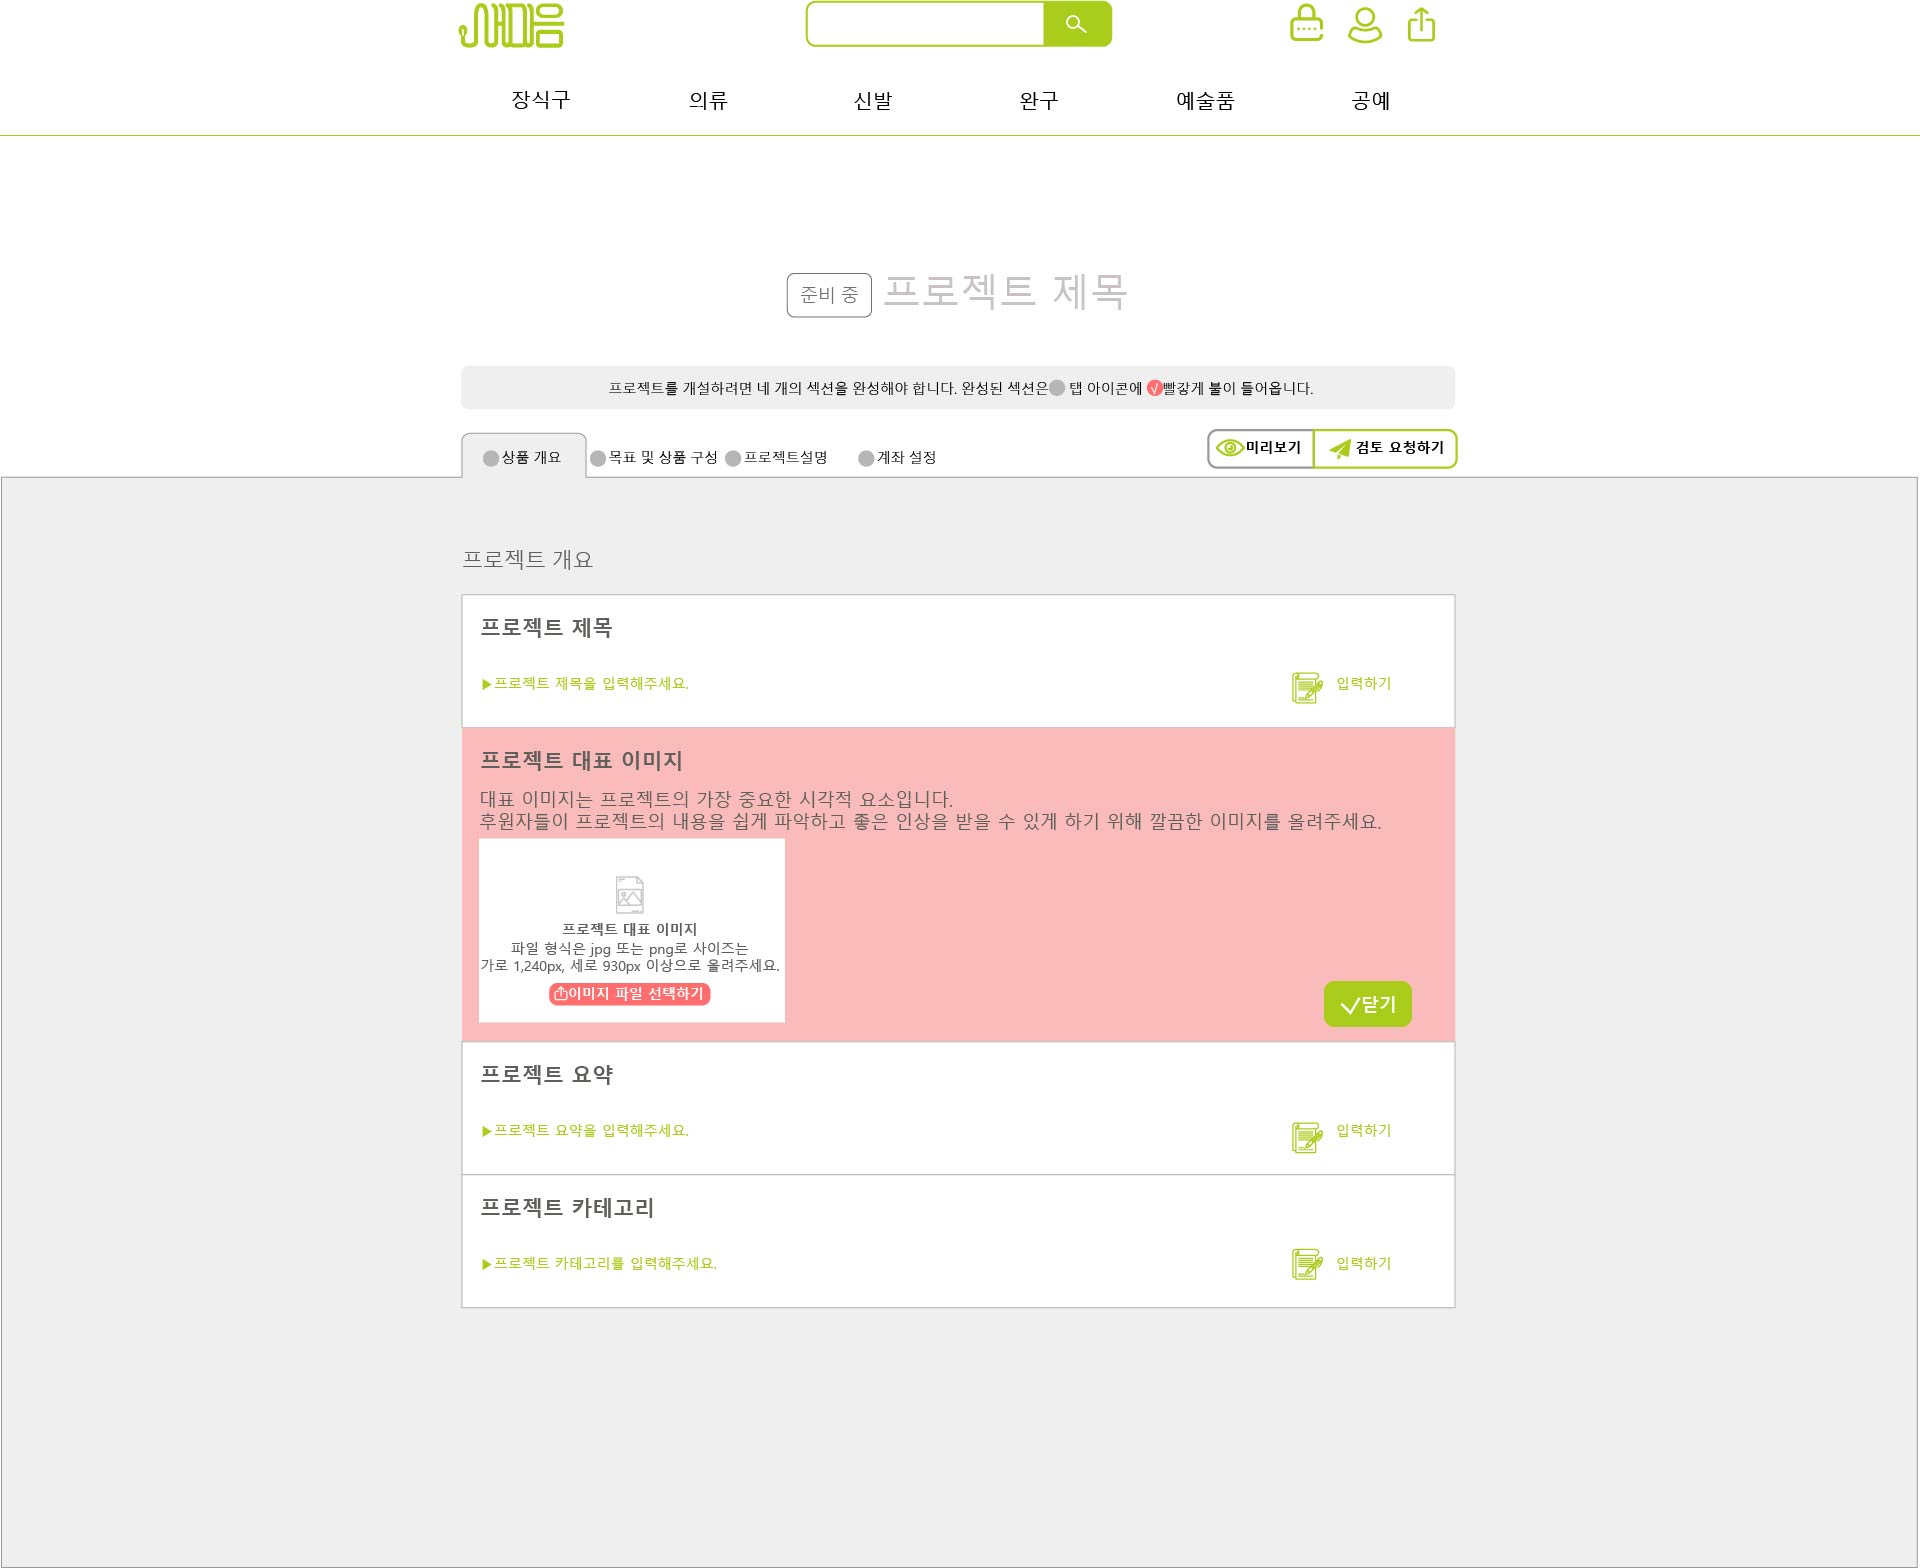 새마음
장식구
의류
신발
완구
예술품
공예
준비 중
프로젝트 제목
프로젝트를 개설하려면 네 개의 섹션을 완성해야 합니다. 완성된 섹션은 탭 아이콘에 √빨갛게 불이 들어옵니다.
상품 개요
목표 및 상품 구성
프로젝트설명
계좌 설정
미리보기
검토 요청하기
프로젝트 개요
프로젝트 제목
▶프로젝트 제목을 입력해주세요.
입력하기
프로젝트 대표 이미지
대표 이미지는 프로젝트의 가장 중요한 시각적 요소입니다.
후원자들이 프로젝트의 내용을 쉽게 파악하고 좋은 인상을 받을 수 있게 하기 위해 깔끔한 이미지를 올려주세요.
프로젝트 대표 이미지
파일 형식은 jpg 또는 png로 사이즈는
가로 1,240px, 세로 930px 이상으로 올려주세요.
이미지 파일 선택하기
닫기
프로젝트 요약
▶프로젝트 요약을 입력해주세요.
입력하기
프로젝트 카테고리
▶프로젝트 카테고리를 입력해주세요.
입력하기